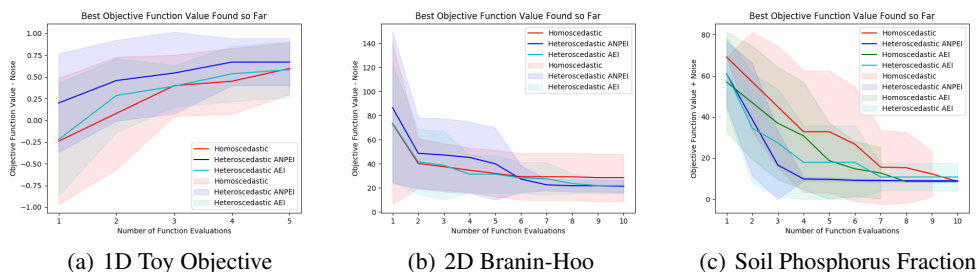 Best Objective Function Value Found so Far
Objective Function Value - Noise
1.00
0.75
0.50
0.25
0.00
−0.25
−0.50
−0.75
−1.00
1 2 3 4 5
Number of Function Evaluations
Homoscedastic
Heteroscedastic ANPEI
Heteroscedastic AEI
Homoscedastic
Heteroscedastic ANPEI
Heteroscedastic AEI
(a) 1D Toy Objective
Best Objective Function Value Found so Far
Objective Function Value + Noise
140
120
100
80
60
40
20
0
1 2 3 4 5 6 7 8 9 10
Number of Function Evaluations
Homoscedastic
Heteroscedastic ANPEI
Heteroscedastic AEI
Homoscedastic
Heteroscedastic ANPEI
Heteroscedastic AEI
(b) 2D Branin-Hoo
Best Objective Function Value Found so Far
Objective Function Value + Noise
80
60
40
20
0
1 2 3 4 5 6 7 8 9 10
Number of Function Evaluations
Homoscedastic
Heteroscedastic ANPEI
Homoscedastic AEI
Heteroscedastic AEI
Homoscedastic
Heteroscedastic ANPEI
Homoscedastic AEI
Heteroscedastic AEI
(c) Soil Phosphorus Fraction